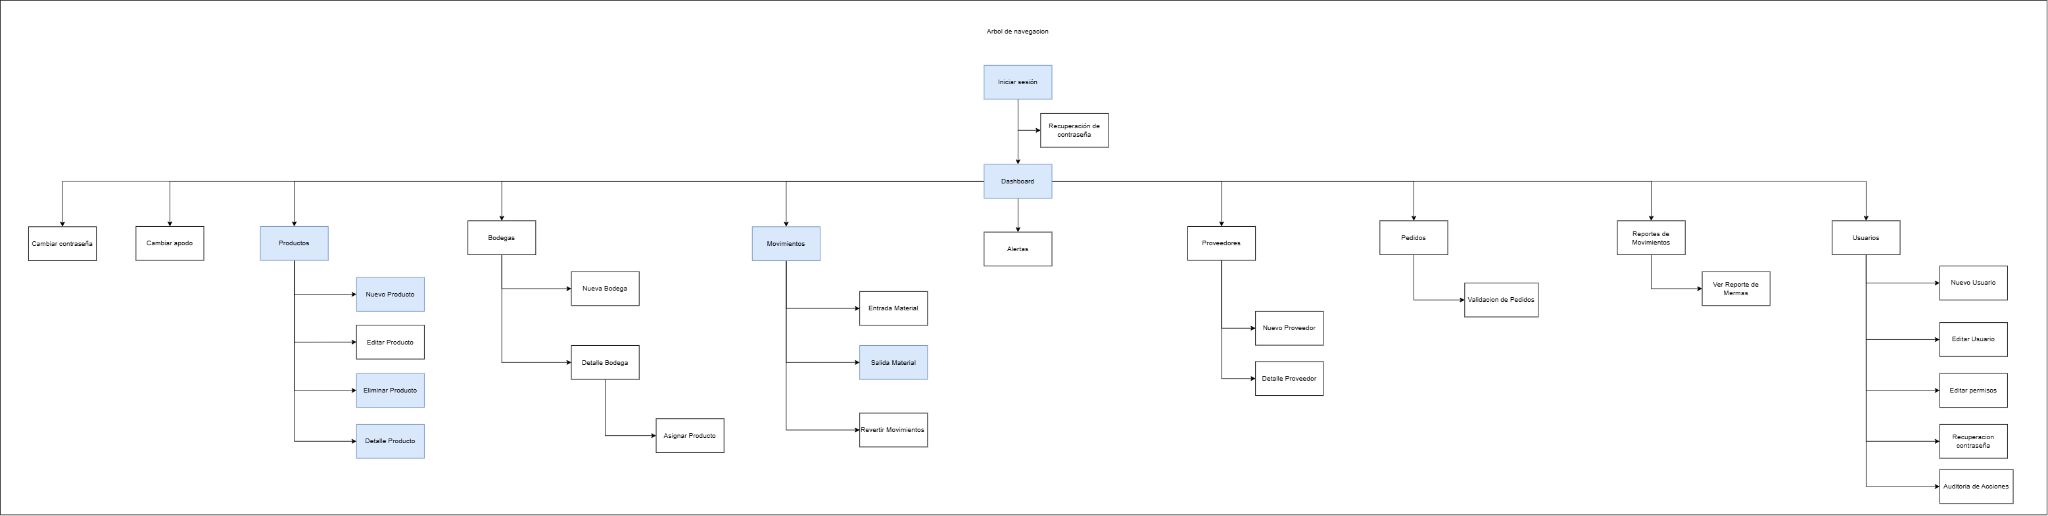 Arbol de navegacion
Iniciar sesión
Recuperación de
contraseña
Dashboard
Cambiar contraseña
Cambiar apodo
Productos
Bodegas
Movimientos
Alertas
Proveedores
Pedidos
Reportes de
Movimientos
Usuarios
Nuevo Producto
Editar Producto
Eliminar Producto
Detalle Producto
Nueva Bodega
Detalle Bodega
Asignar Producto
Entrada Material
Salida Material
Revertir Movimientos
Nuevo Proveedor
Detalle Proveedor
Validacion de Pedidos
Ver Reporte de
Mermas
Nuevo Usuario
Editar Usuario
Editar permisos
Recuperacion
contraseña
Auditoria de Acciones